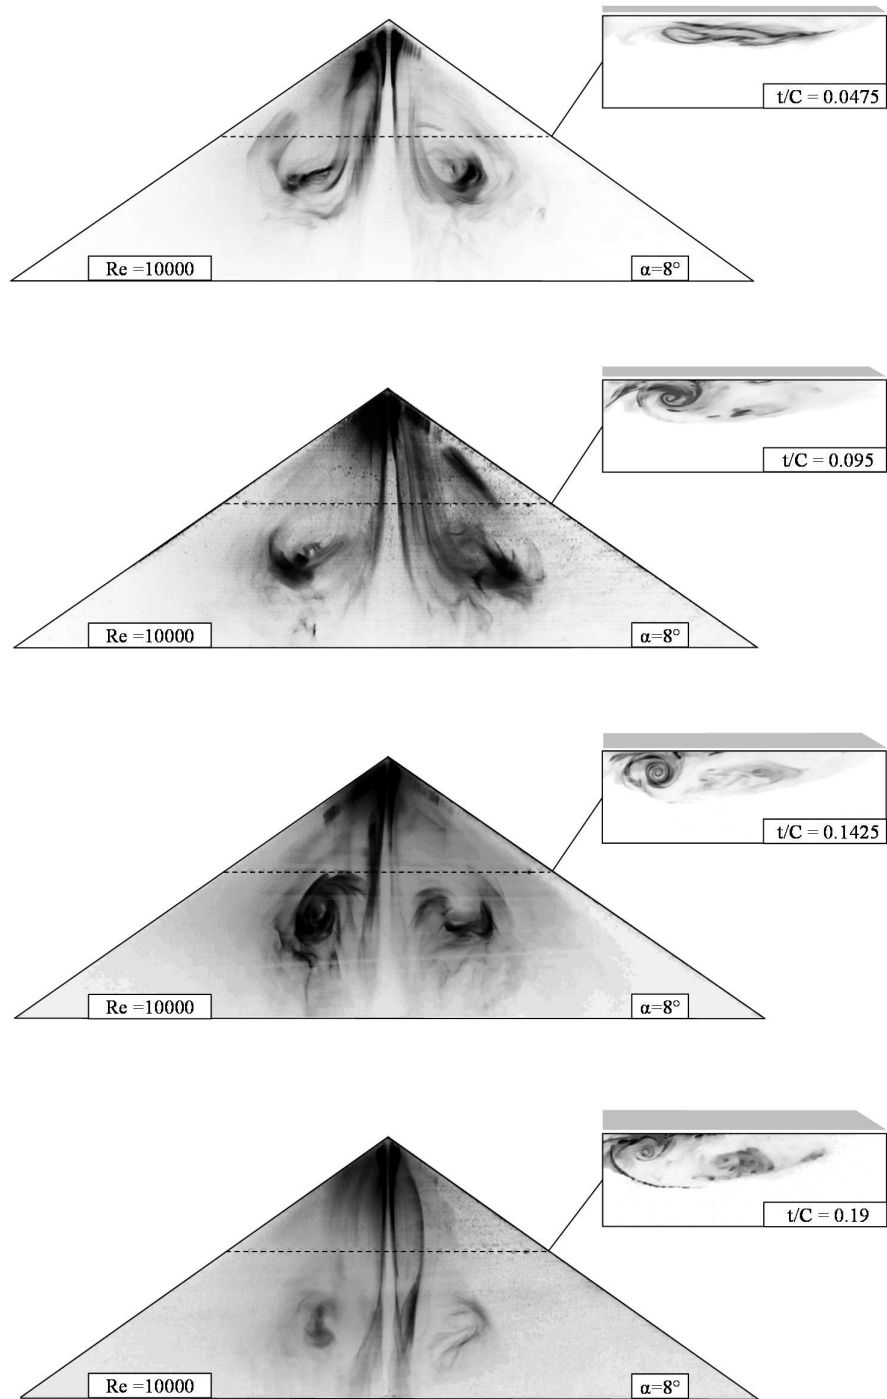 t/C = 0.0475
Re =10000
α=8°
t/C = 0.095
Re =10000
α=8°
t/C = 0.1425
Re =10000
α=8°
t/C = 0.19
Re =10000
α=8°